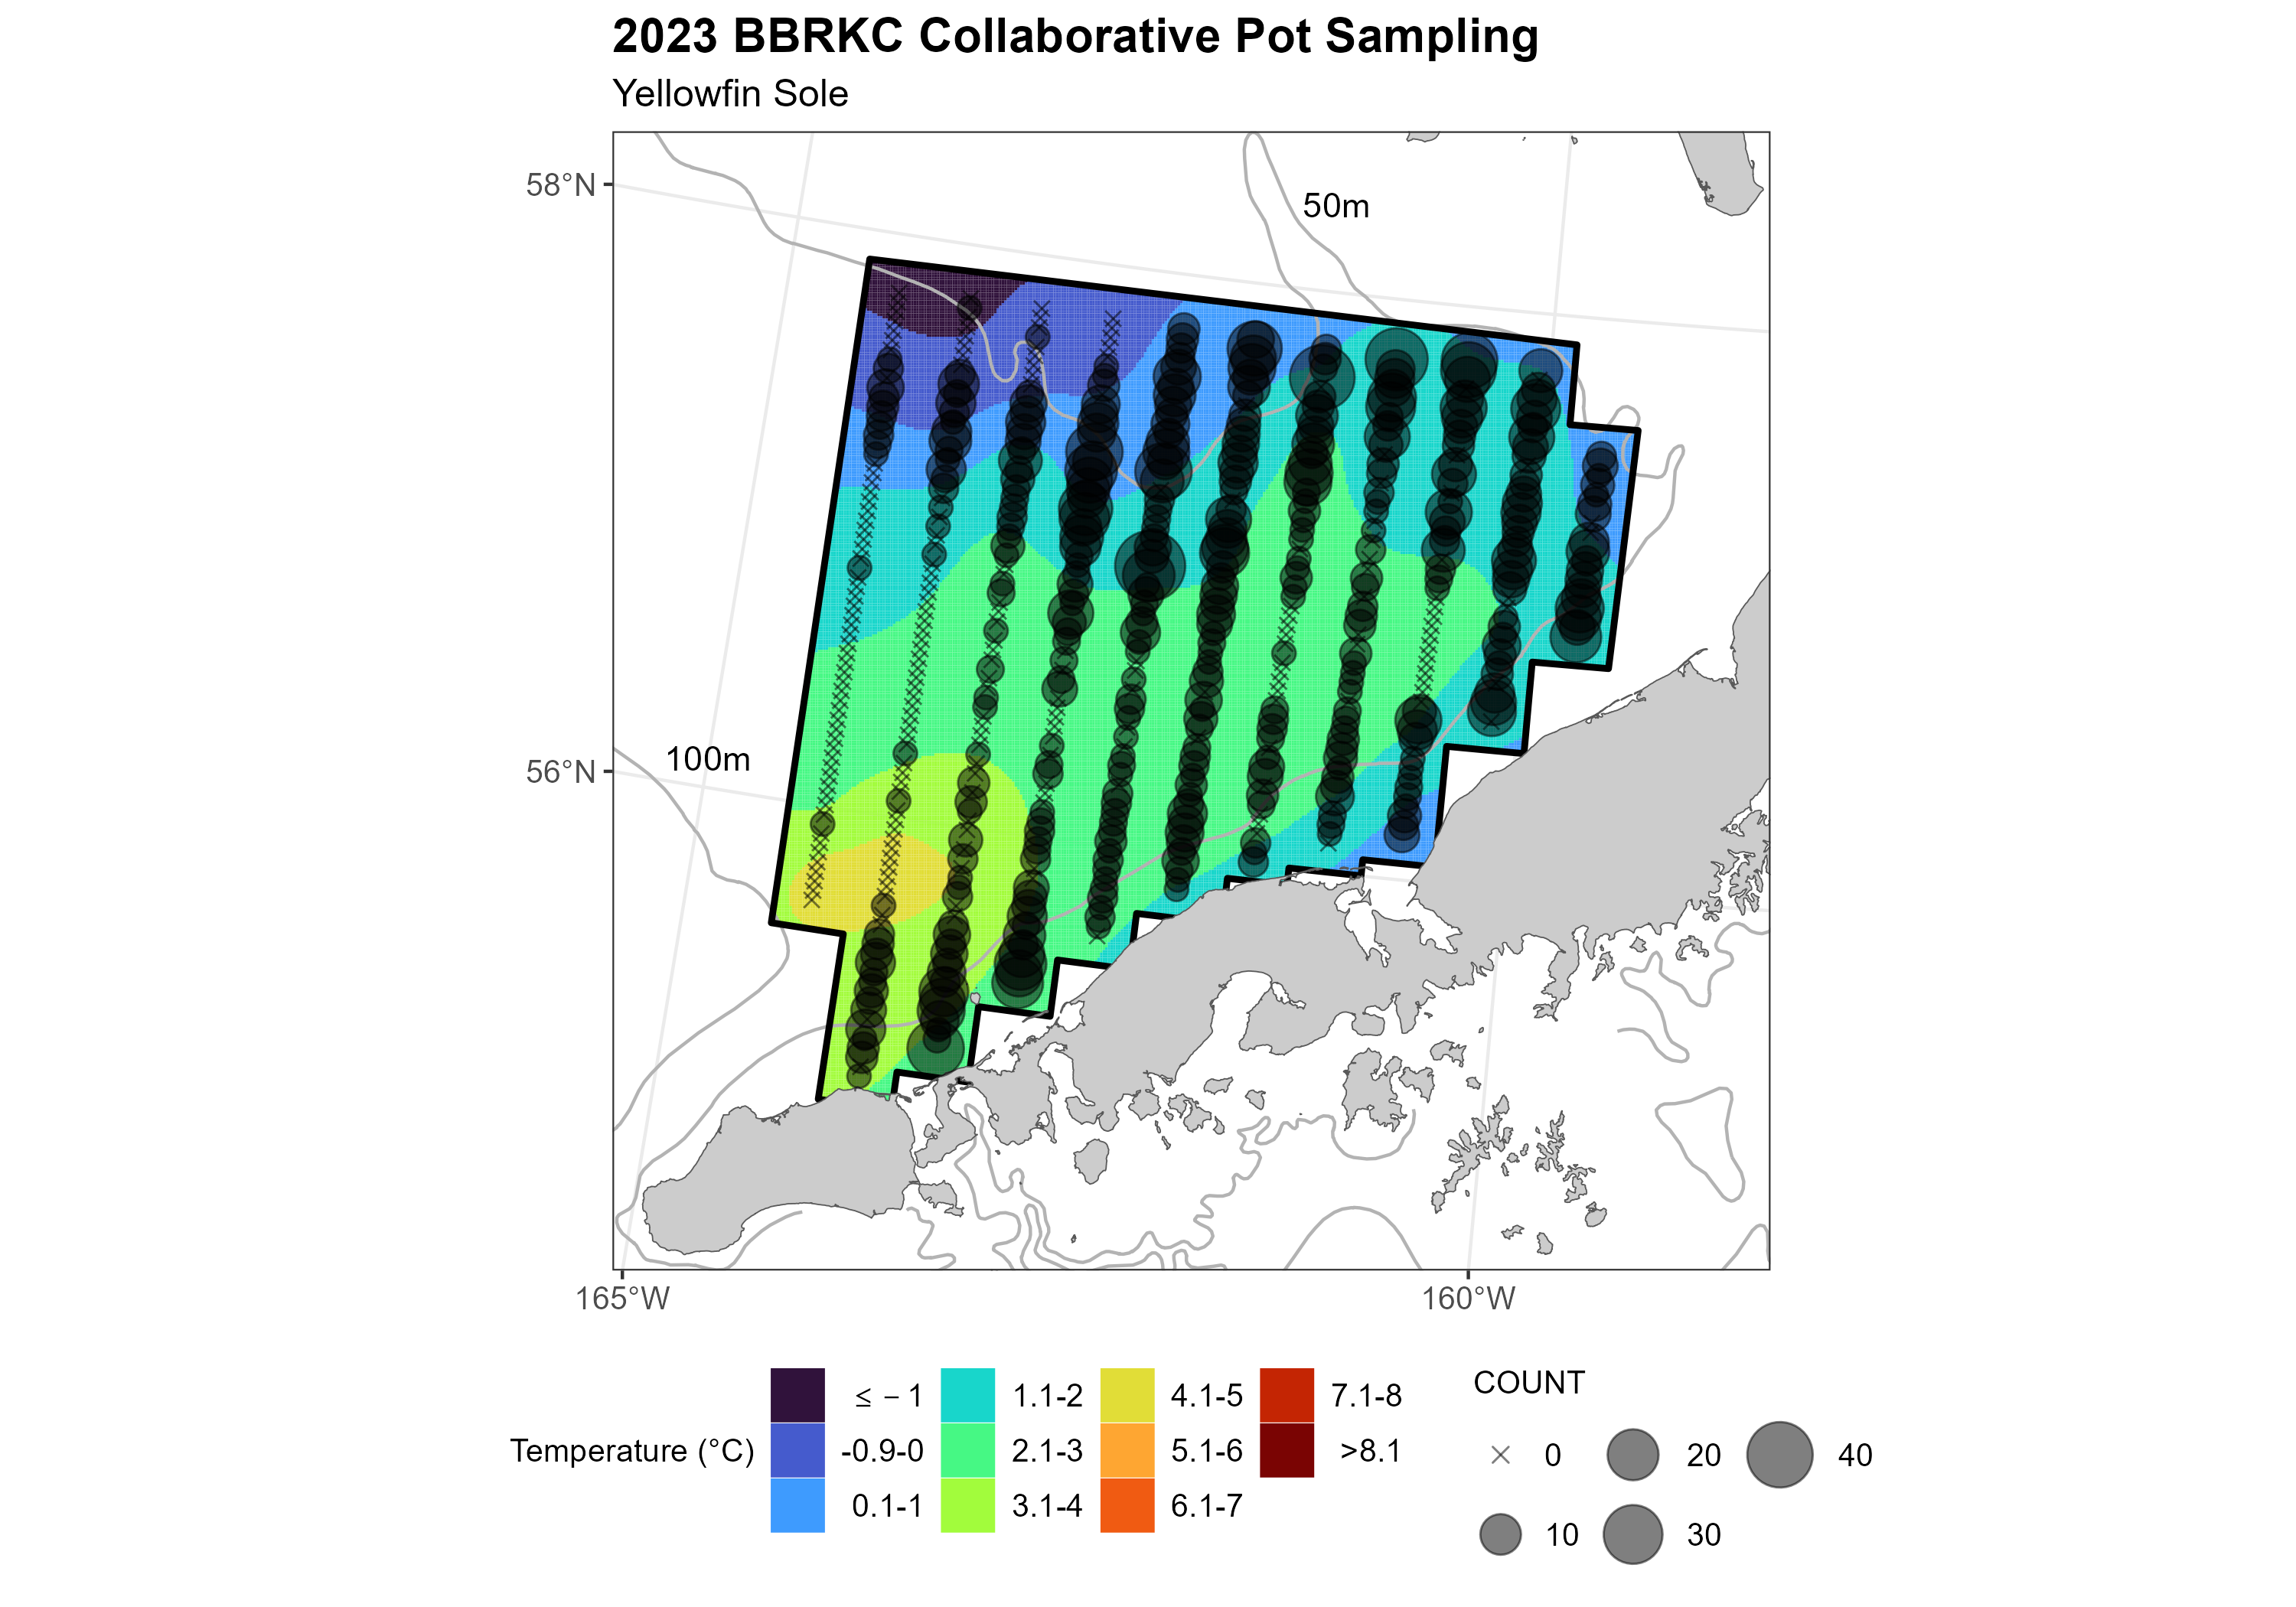 2023 BBRKC Collaborative Pot Sampling
Yellowfin Sole
58°N
50m
56°N
100m
165°W
160°W
Temperature (°C)
≤ − 1
-0.9-0
0.1-1
1.1-2
2.1-3
3.1-4
4.1-5
5.1-6
6.1-7
7.1-8
>8.1
COUNT
0
10
20
30
40